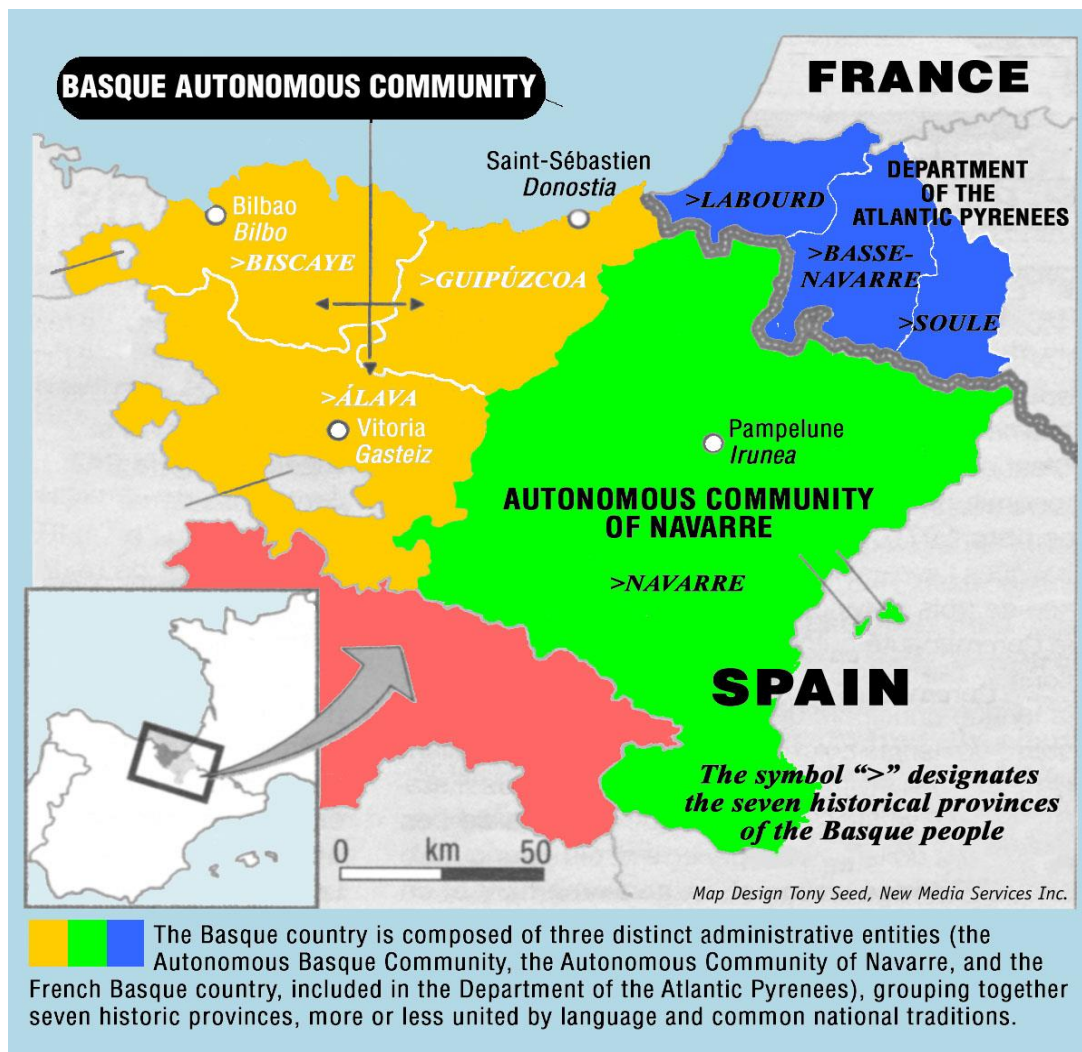 BASQUE AUTONOMOUS COMMUNITY
FRANCE
Saint-Sébastien
Donostia
DEPARTMENT
OF THE
ATLANTIC PYRENEES
>LABOURD
Bilbao
Bilbo
>BISCAYE
>GUIPÚZCOA
>BASSE-
NAVARRE
>SOULE
>ÁLAVA
Vitoria
Gasteiz
Pampelune
Irunea
AUTONOMOUS COMMUNITY
OF NAVARRE
>NAVARRE
SPAIN
The symbol “>” designates
the seven historical provinces
of the Basque people
0 km 50
Map Design Tony Seed, New Media Services Inc.
The Basque country is composed of three distinct administrative entities (the
Autonomous Basque Community, the Autonomous Community of Navarre, and the
French Basque country, included in the Department of the Atlantic Pyrenees), grouping together
seven historic provinces, more or less united by language and common national traditions.